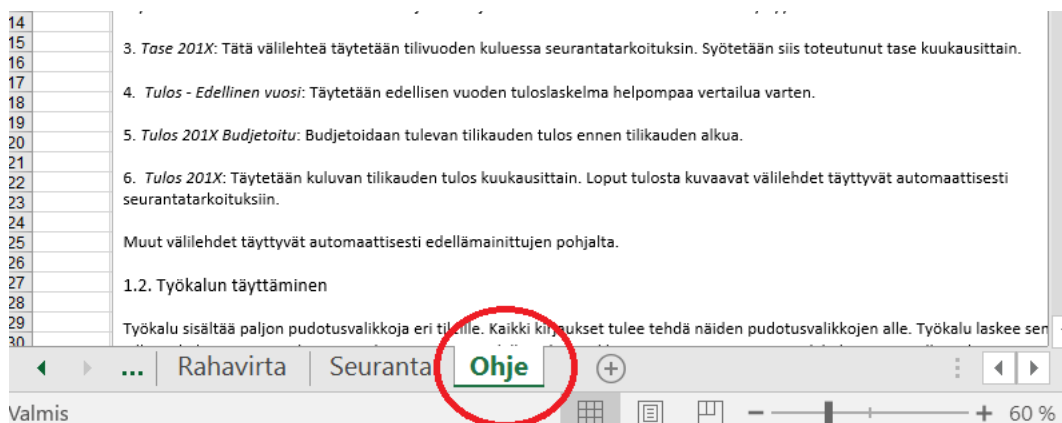 14
15
3. Tase 201X: Tätä välilehteä täytetään tilivuoden kuluessa seurantatarkoituksin. Syötetään siis toteutunut tase kuukausittain.
16
17
4. Tulos - Edellinen vuosi: Täytetään edellisen vuoden tuloslaskelma helpompaa vertailua varten.
18
19
5. Tulos 201X Budjetoitu: Budjetoidaan tulevan tilikauden tulos ennen tilikauden alkua.
20
21
22
6. Tulos 201X: Täytetään kuluvan tilikauden tulos kuukausittain. Loput tulosta kuvaavat välilehdet täyttyvät automaattisesti
23
seurantatarkoituksiin.
24
25
Muut välilehdet täyttyvät automaattisesti edellämainittujen pohjalta.
26
27
1.2. Työkalun täyttäminen
28
29
Työkalu sisältää paljon pudotusvalikkoja eri tileille. Kaikki kirjaukset tulee tehdä näiden pudotusvalikkojen alle. Työkalu laskee sen
30
... Rahavirta Seuranta Ohje
Valmis 60 %